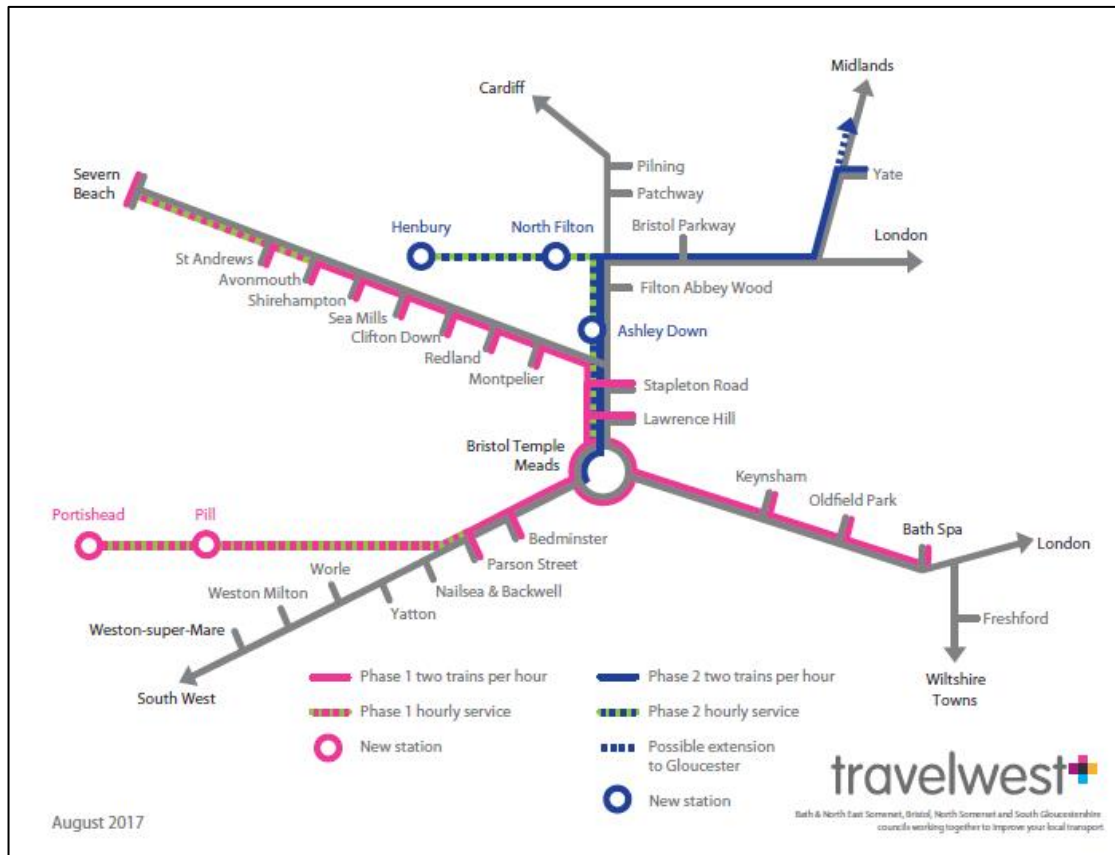 Midlands
Cardiff
Pilning
Patchway
Yate
Severn
Beach
Henbury
North Filton
Bristol Parkway
London
St Andrews
Avonmouth
Filton Abbey Wood
Shirehampton
Sea Mills
Clifton Down
Ashley Down
Redland
Montpelier
Stapleton Road
Lawrence Hill
Bristol Temple
Meads
Keynsham
Oldfield Park
Portishead
Pill
Bath Spa
London
Bedminster
Parson Street
Worle
Nailsea & Backwell
Weston Milton
Yatton
Freshford
Weston-super-Mare
South West
Wiltshire
Towns
Phase 1 two trains per hour
Phase 1 hourly service
New station
Phase 2 two trains per hour
Phase 2 hourly service
Possible extension
to Gloucester
New station
travelwest
Bath & North East Somerset, Bristol, North Somerset and South Gloucestershire
councils working together to improve your local transport
August 2017